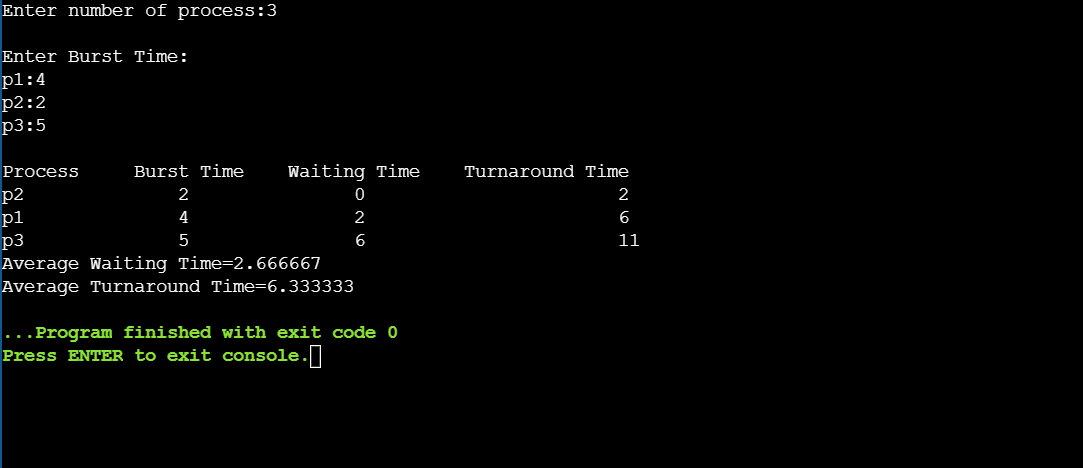 Enter number of process:3
Enter Burst Time:
p1:4
p2:2
p3:5
Process     Burst Time    Waiting Time    Turnaround Time
p2              2               0                       2
p1              4               2                       6
p3              5               6                       11
Average Waiting Time=2.666667
Average Turnaround Time=6.333333
...Program finished with exit code 0
Press ENTER to exit console.